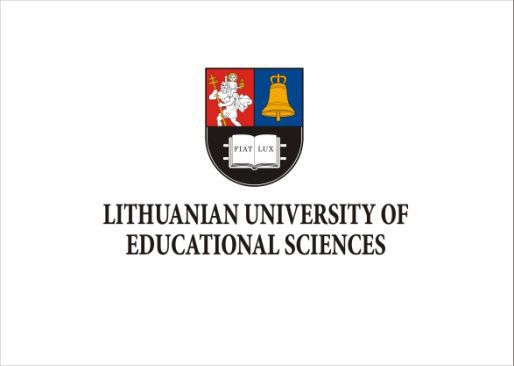 FIAT LUX
LITHUANIAN UNIVERSITY OF
EDUCATIONAL SCIENCES